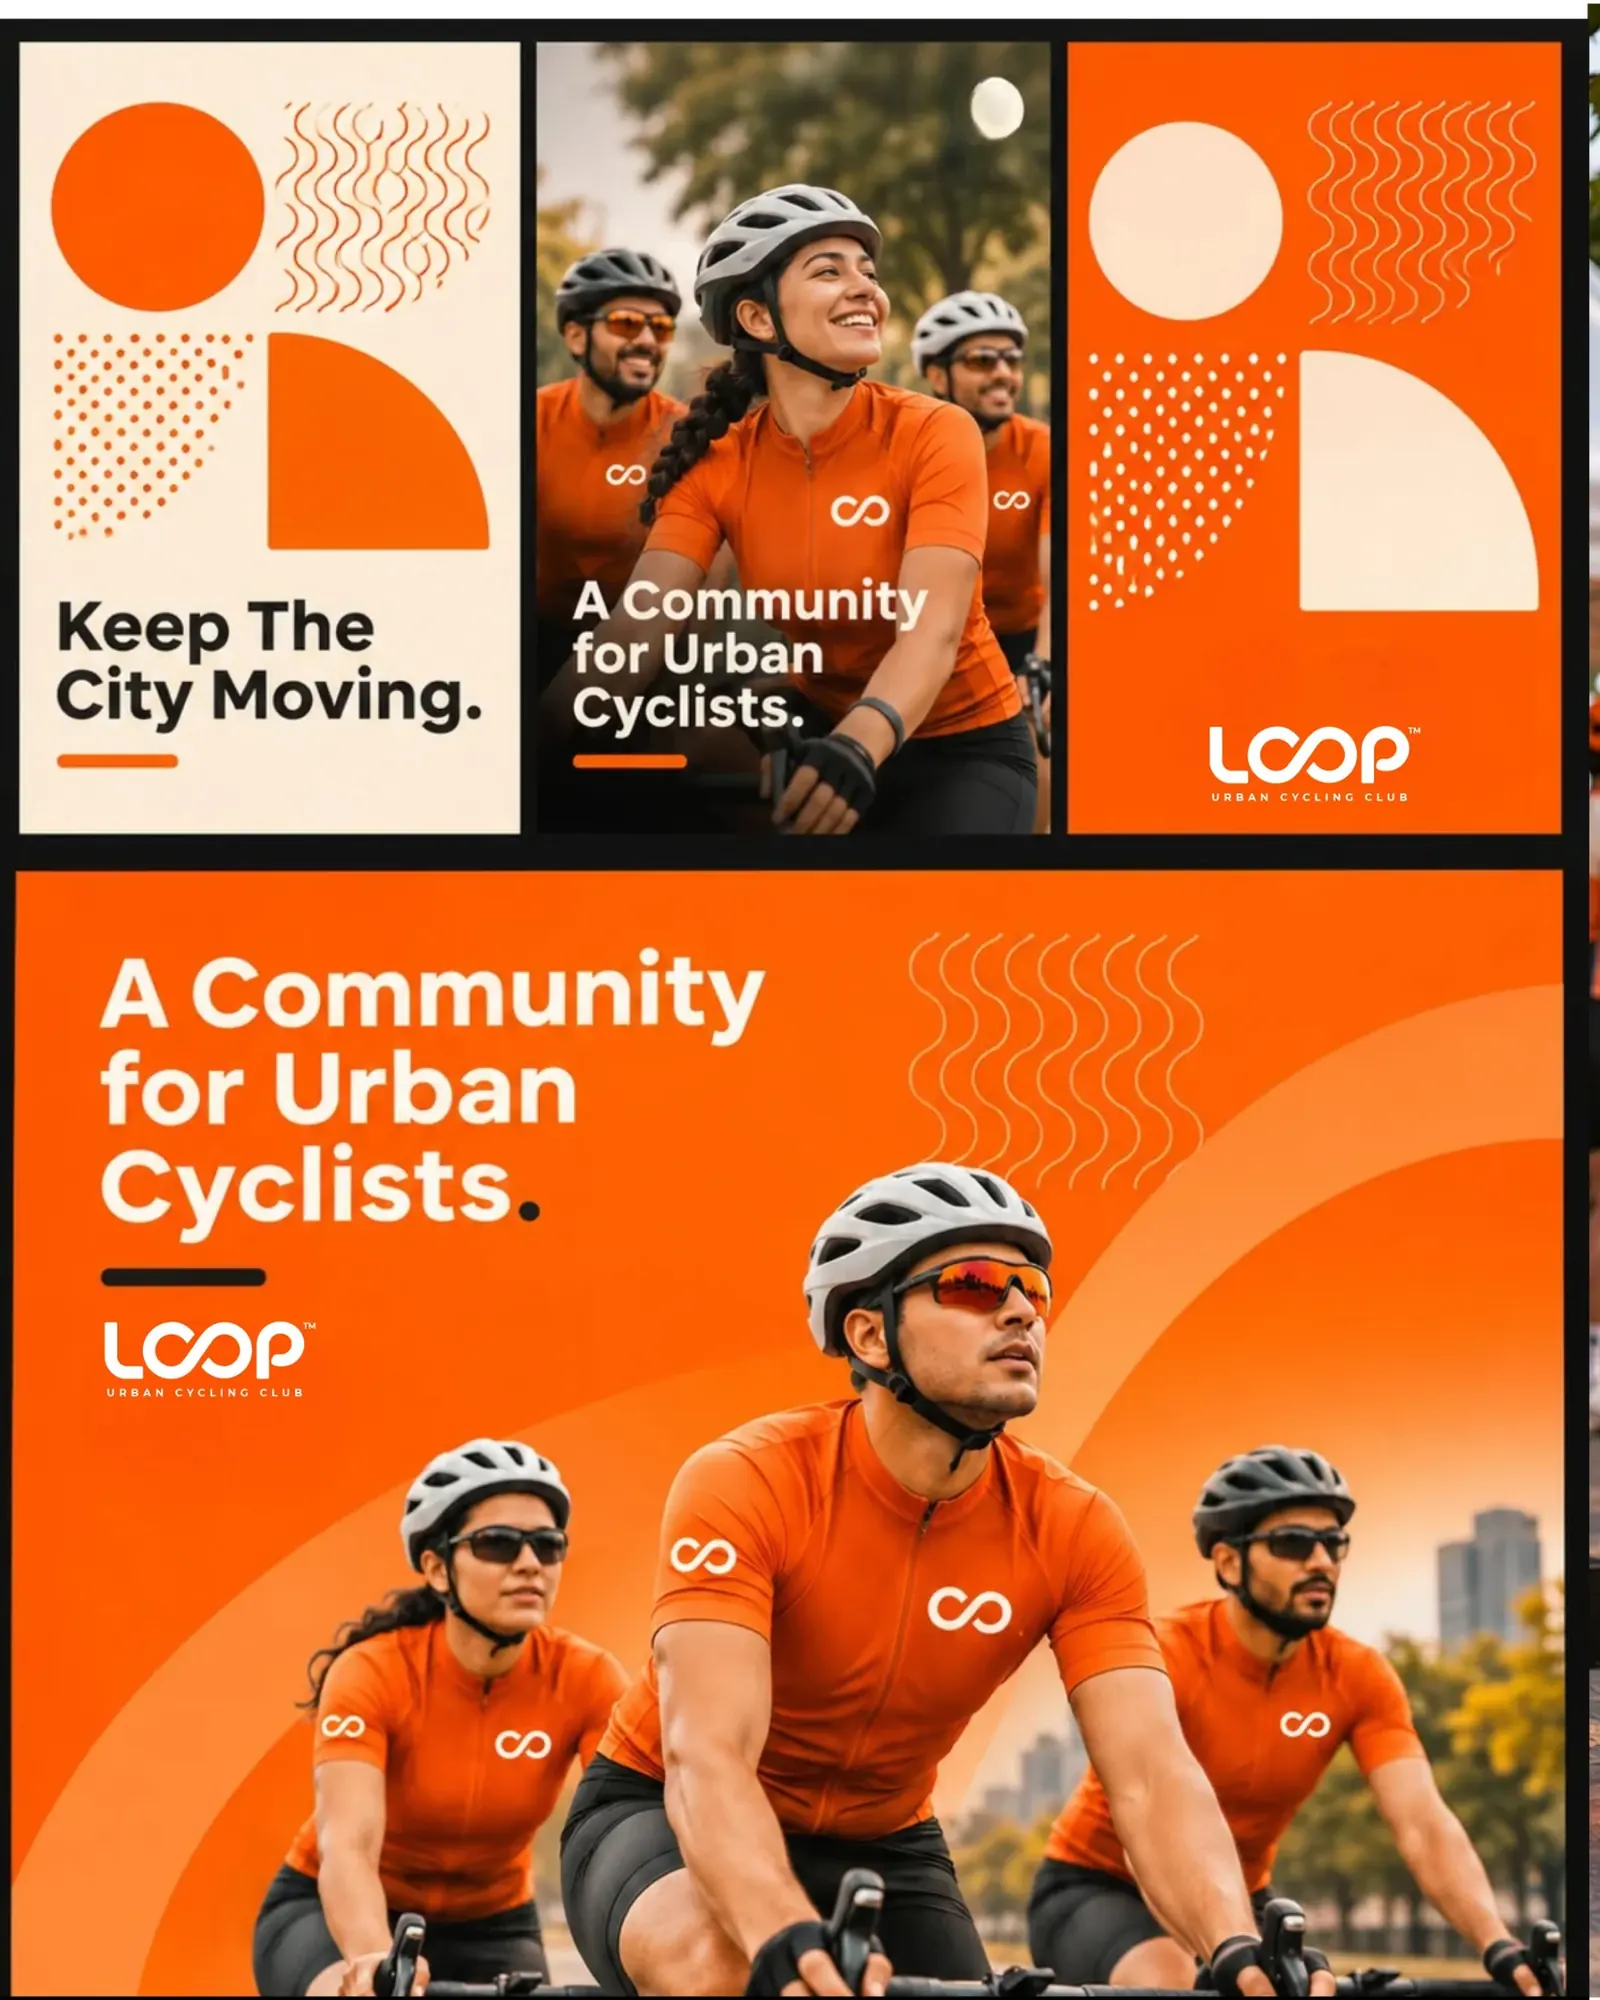 Keep The
City Moving.
A Community
for Urban
Cyclists.
LOOP™
URBAN CYCLING CLUB
A Community
for Urban
Cyclists.
LOOP™
URBAN CYCLING CLUB